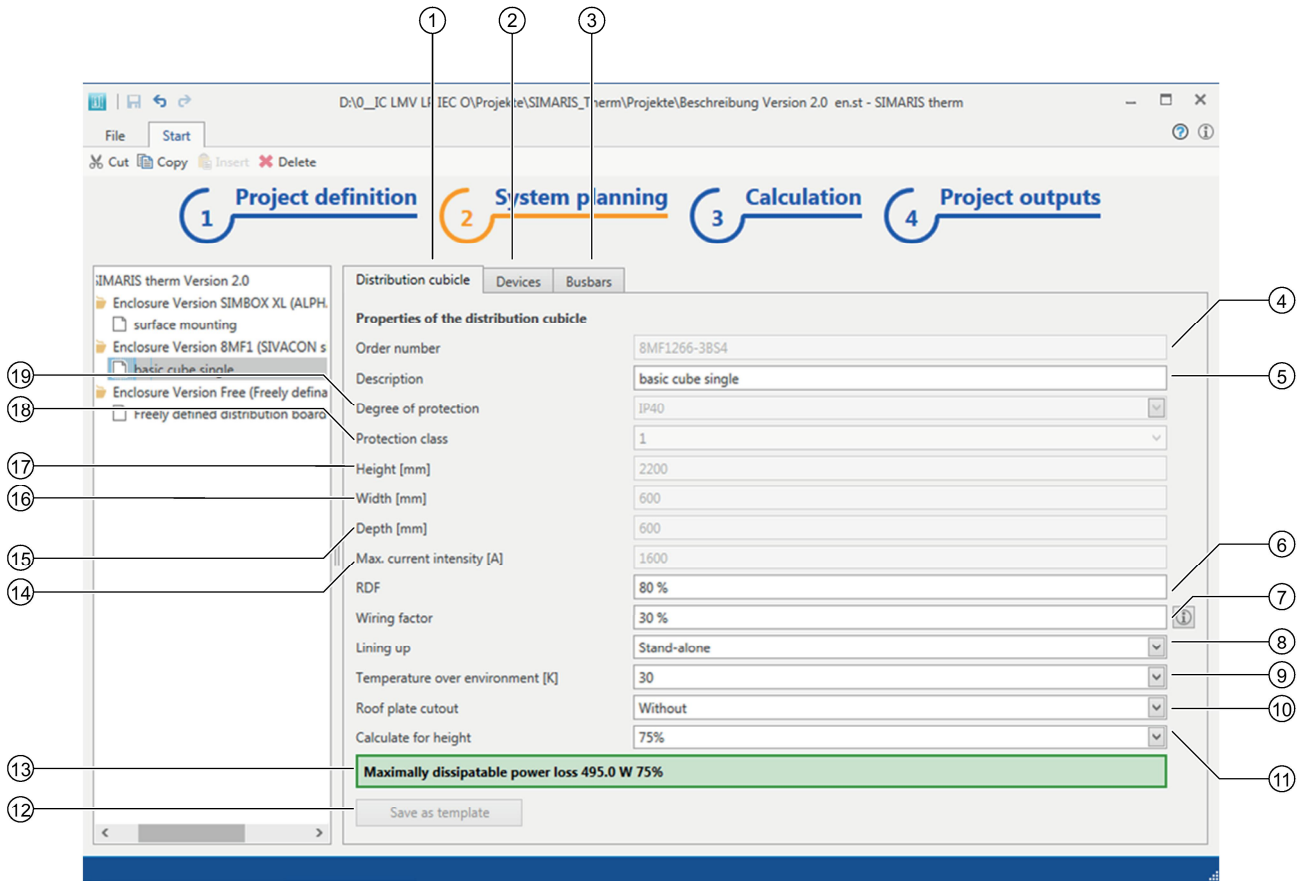 1 2 3
D:\0__IC LMV LP IEC O\Projekte\SIMARIS_Therm\Projekte\Beschreibung Version 2.0 en.st - SIMARIS therm
File Start
Cut Copy Insert Delete
1 Project definition 2 System planning 3 Calculation 4 Project outputs
SIMARIS therm Version 2.0
Enclosure Version SIMBOX XL (ALPH
surface mounting
Enclosure Version 8MF1 (SIVACON s
basic cube single
Enclosure Version Free (Freely defina
Freely defined distribution board
Distribution cubicle Devices Busbars
Properties of the distribution cubicle
Order number 8MF1266-3BS4 4
Description basic cube single 5
19 Degree of protection IP40
18 Protection class 1
17 Height [mm] 2200
16 Width [mm] 600
15 Depth [mm] 600
14 Max. current intensity [A] 1600
RDF 80 % 6
Wiring factor 30 % 7
Lining up Stand-alone 8
Temperature over environment [K] 30 9
Roof plate cutout Without 10
Calculate for height 75% 11
13 Maximally dissipatable power loss 495.0 W 75%
12 Save as template